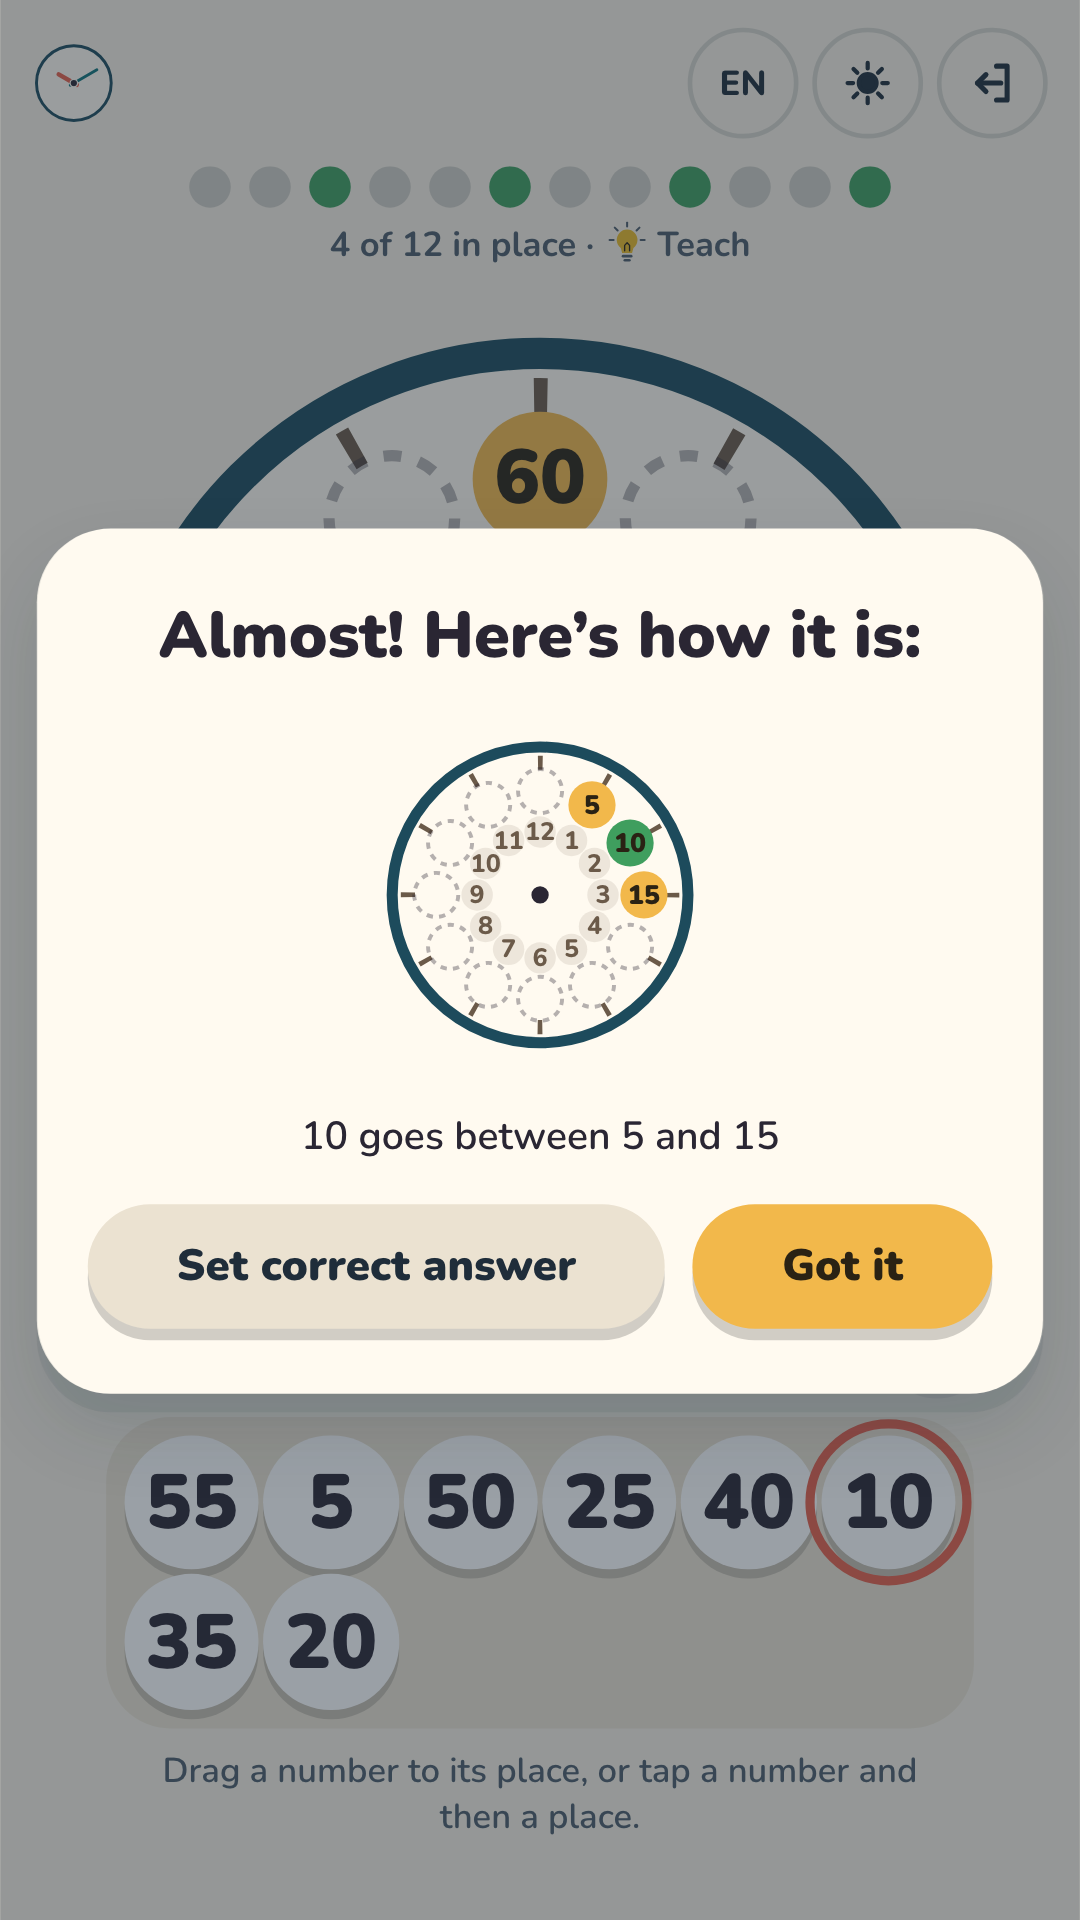 EN
4 of 12 in place · Teach
60
Almost! Here's how it is:
5
10
15
12
1
2
3
4
5
6
7
8
9
10
11
10 goes between 5 and 15
Set correct answer
Got it
55 5 50 25 40 10
35 20
Drag a number to its place, or tap a number and
then a place.